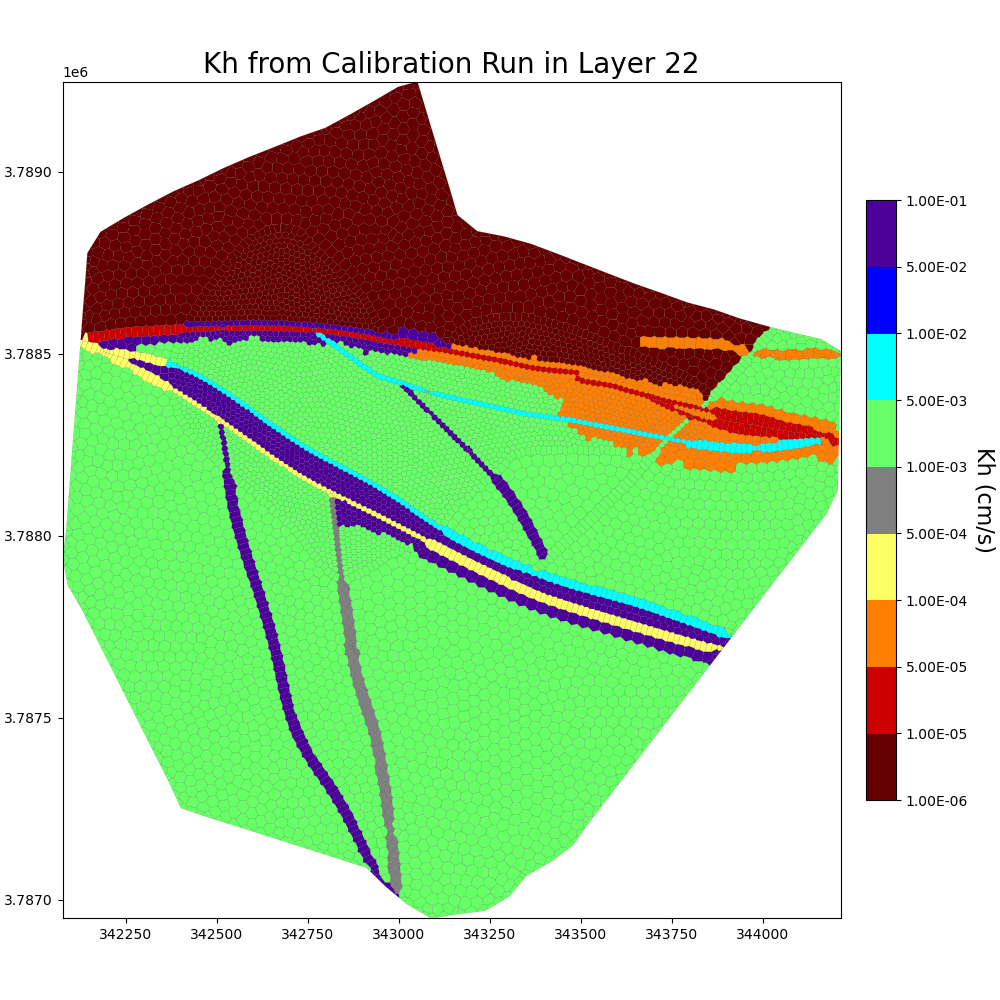 Kh from Calibration Run in Layer 22
1e6
3.7890
3.7885
3.7880
3.7875
3.7870
342250
342500
342750
343000
343250
343500
343750
344000
1.00E-01
5.00E-02
1.00E-02
5.00E-03
1.00E-03
5.00E-04
1.00E-04
5.00E-05
1.00E-05
1.00E-06
Kh (cm/s)